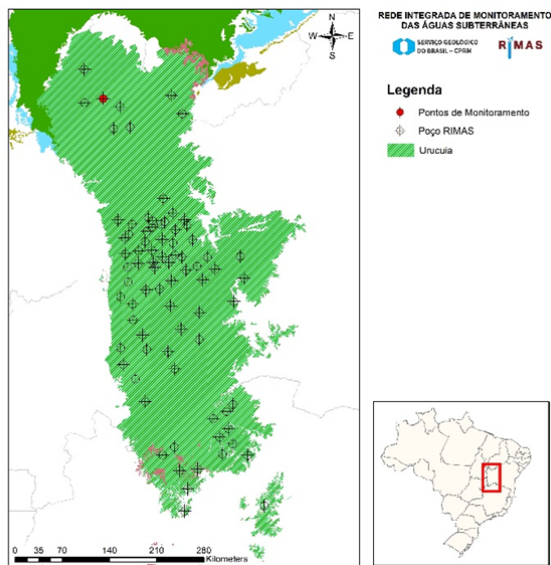 REDE INTEGRADA DE MONITORAMENTO
DAS ÁGUAS SUBTERRÂNEAS
SERVIÇO GEOLÓGICO
DO BRASIL – CPRM
RIMAS
Legenda
Pontos de Monitoramento
Poço RIMAS
Urucuia
N
W E
S
0 35 70 140 210 280
Kilometers